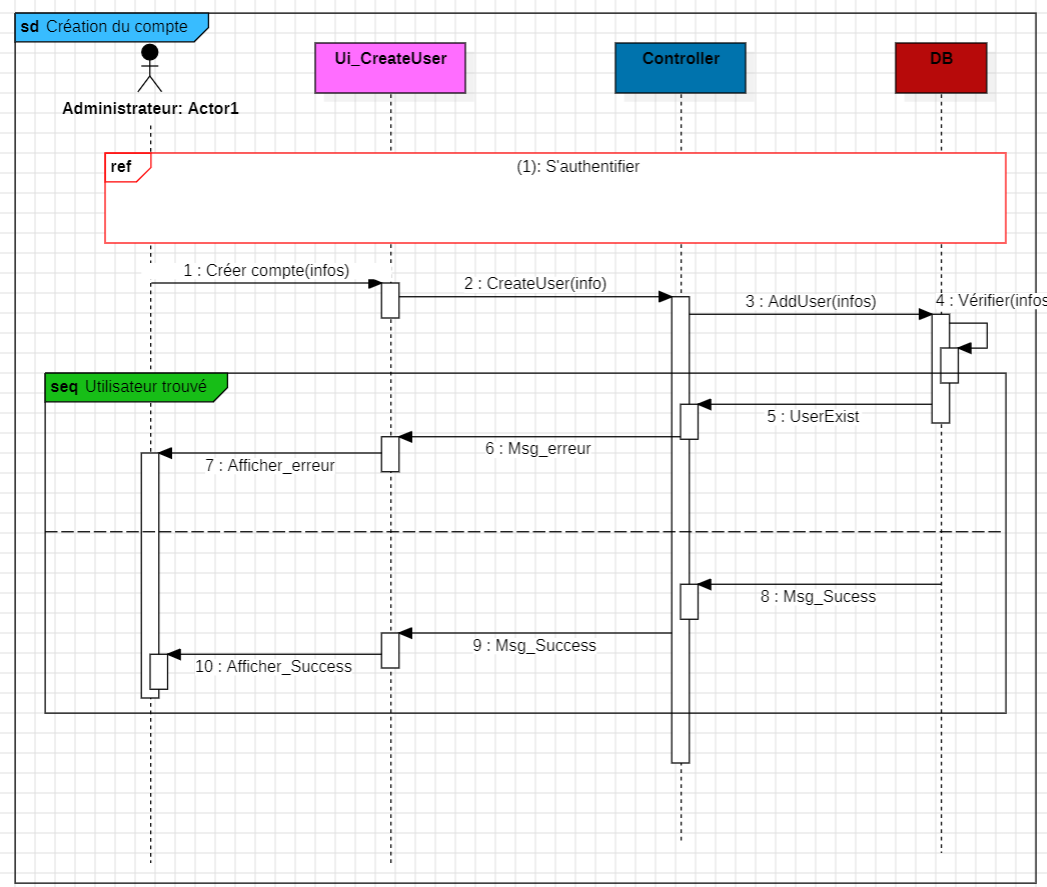 sd Création du compte
Ui_CreateUser
Controller
DB
Administrateur: Actor1
ref
(1): S'authentifier
1 : Créer compte(infos)
2 : CreateUser(info)
3 : AddUser(infos)
4 : Vérifier(infos
seq Utilisateur trouvé
5 : UserExist
6 : Msg_erreur
7 : Afficher_erreur
8 : Msg_Sucess
9 : Msg_Success
10 : Afficher_Success